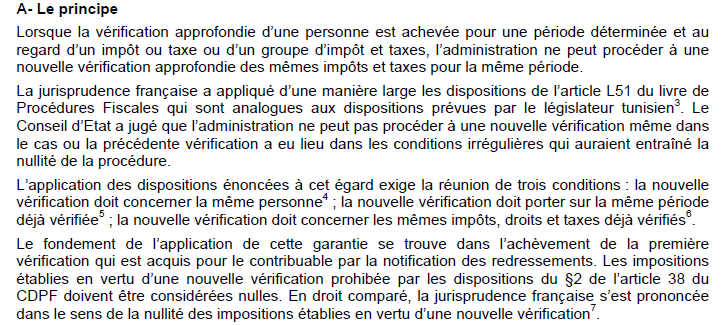 A- Le principe
Lorsque la vérification approfondie d'une personne est achevée pour une période déterminée et au
regard d'un impôt ou taxe ou d'un groupe d'impôt et taxes, l'administration ne peut procéder à une
nouvelle vérification approfondie des mêmes impôts et taxes pour la même période.
La jurisprudence française a appliqué d'une manière large les dispositions de l'article L51 du livre de
Procédures Fiscales qui sont analogues aux dispositions prévues par le législateur tunisien³. Le
Conseil d'Etat a jugé que l'administration ne peut pas procéder à une nouvelle vérification même dans
le cas ou la précédente vérification a eu lieu dans les conditions irrégulières qui auraient entraîné la
nullité de la procédure.
L'application des dispositions énoncées à cet égard exige la réunion de trois conditions : la nouvelle
vérification doit concerner la même personne⁴ ; la nouvelle vérification doit porter sur la même période
déjà vérifiée⁵ ; la nouvelle vérification doit concerner les mêmes impôts, droits et taxes déjà vérifiés⁶.
Le fondement de l'application de cette garantie se trouve dans l'achèvement de la première
vérification qui est acquis pour le contribuable par la notification des redressements. Les impositions
établies en vertu d'une nouvelle vérification prohibée par les dispositions du §2 de l'article 38 du
CDPF doivent être considérées nulles. En droit comparé, la jurisprudence française s'est prononcée
dans le sens de la nullité des impositions établies en vertu d'une nouvelle vérification⁷.